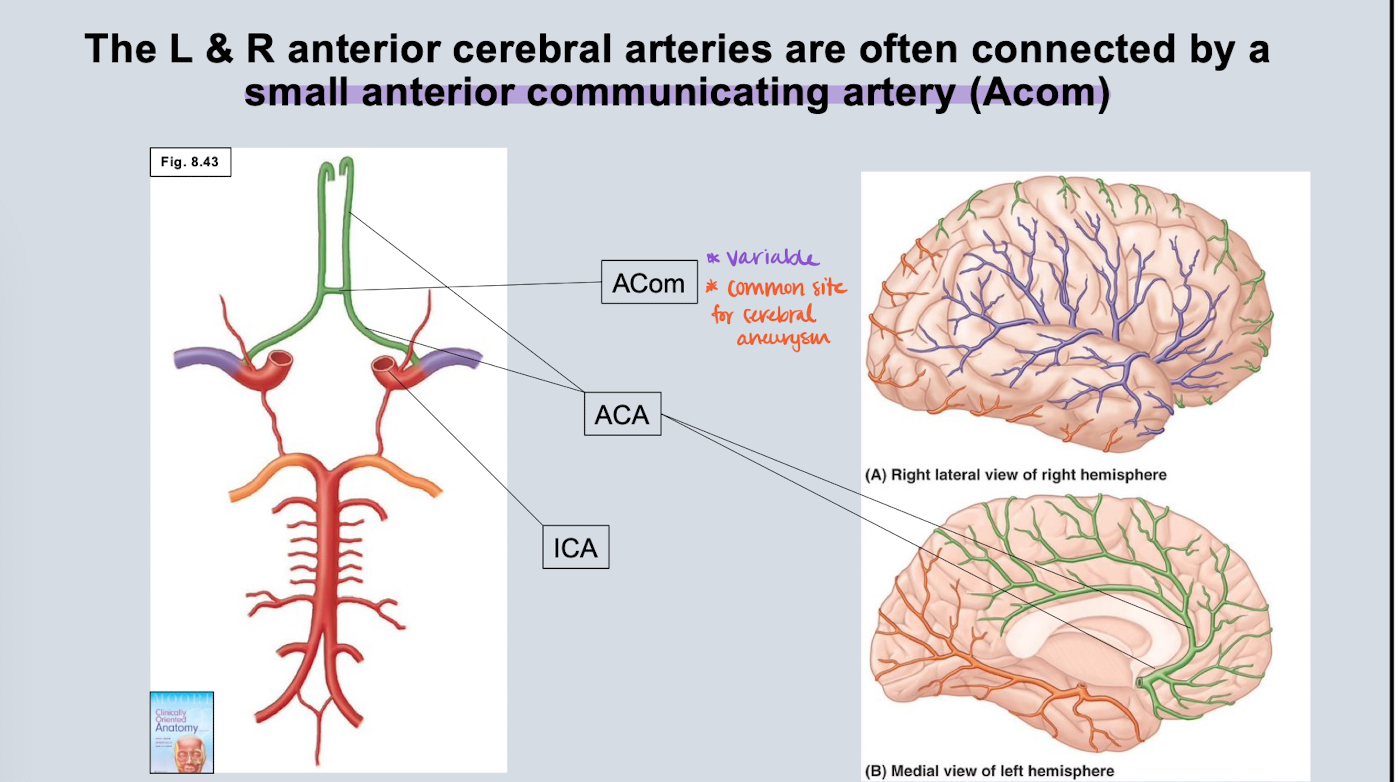 The L & R anterior cerebral arteries are often connected by a
small anterior communicating artery (Acom)
Fig. 8.43
ACom
* variable
* common site
for cerebral
aneurysm
ACA
ICA
(A) Right lateral view of right hemisphere
(B) Medial view of left hemisphere
MOORE
Clinically
Oriented
Anatomy